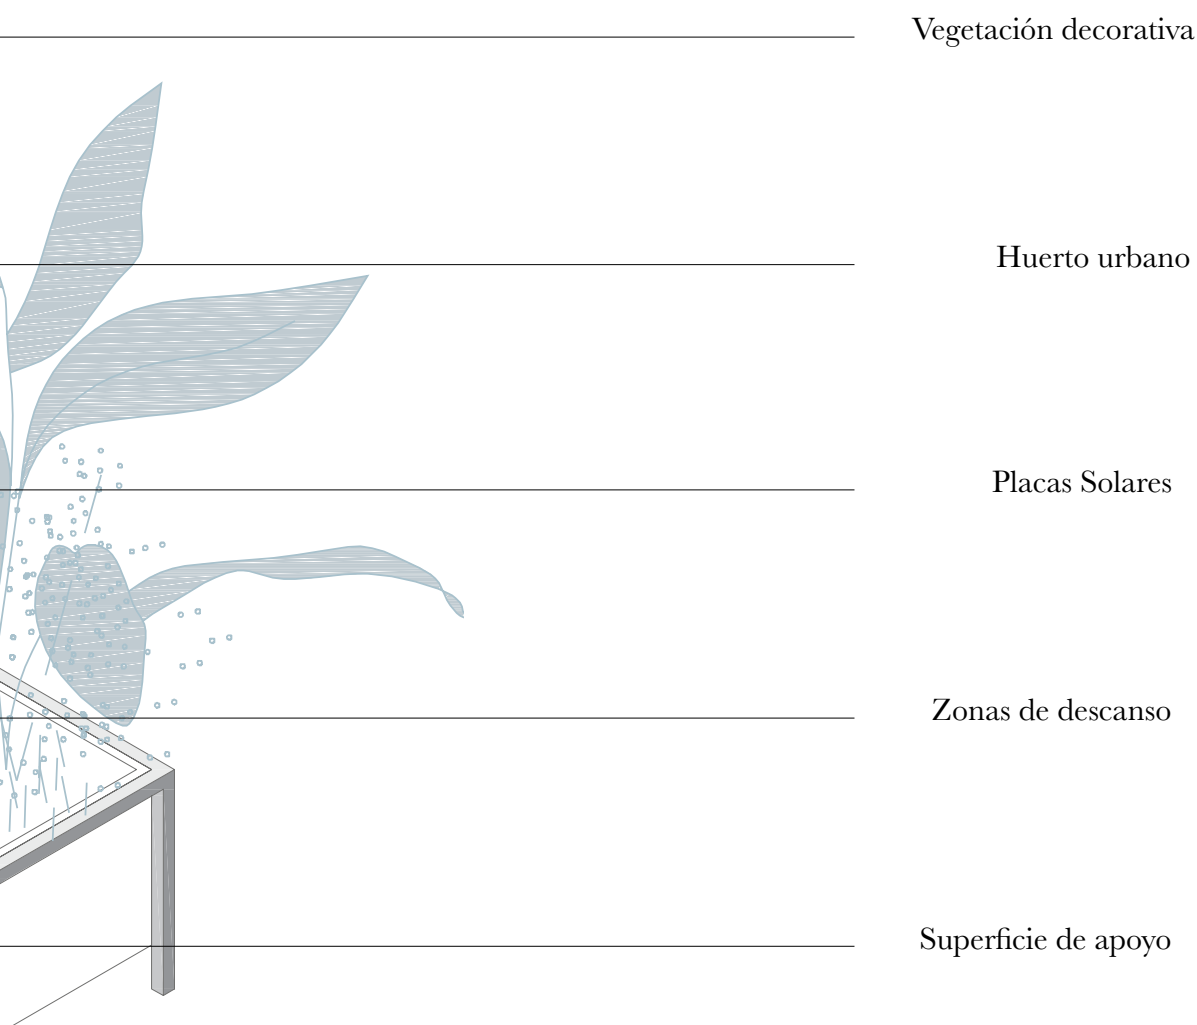 Vegetación decorativa
Huerto urbano
Placas Solares
Zonas de descanso
Superficie de apoyo